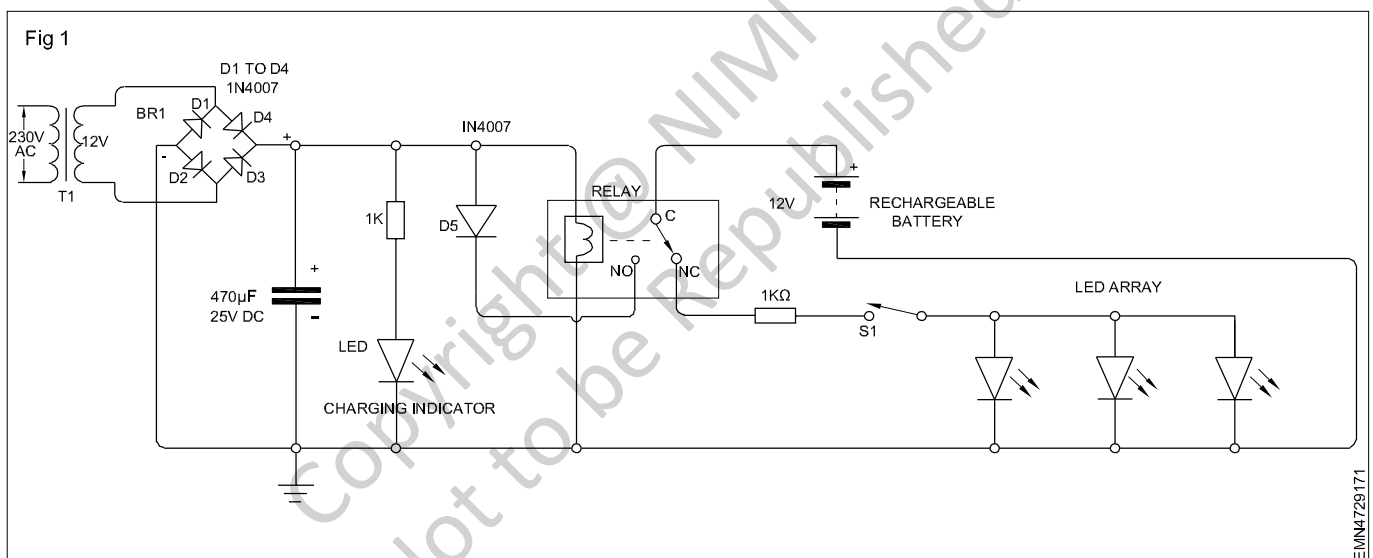 Fig 1
D1 TO D4
1N4007
BR1
D1
D4
D2
D3
230V
AC
12V
T1
-
+
IN4007
1K
D5
470µF
25V DC
+
-
LED
CHARGING INDICATOR
RELAY
C
NO
NC
12V
+
RECHARGEABLE
BATTERY
1KΩ
S1
LED ARRAY
EMN4729171
Copyright @ NIMI
Not to be Republished